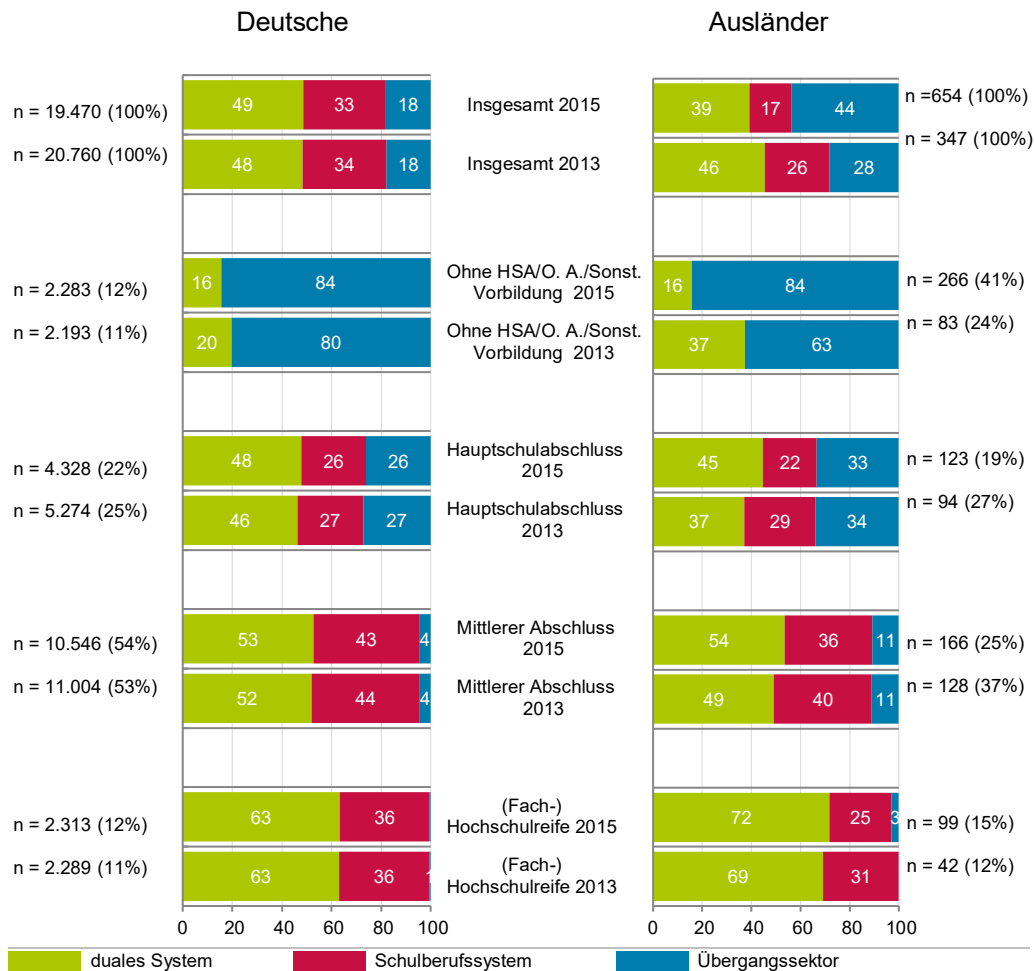 Deutsche
Ausländer
n = 19.470 (100%)
49 33 18
Insgesamt 2015
39 17 44
n =654 (100%)
n = 20.760 (100%)
48 34 18
Insgesamt 2013
46 26 28
n = 347 (100%)
n = 2.283 (12%)
16 84
Ohne HSA/O. A./Sonst.
Vorbildung 2015
16 84
n = 266 (41%)
n = 2.193 (11%)
20 80
Ohne HSA/O. A./Sonst.
Vorbildung 2013
37 63
n = 83 (24%)
n = 4.328 (22%)
48 26 26
Hauptschulabschluss
2015
45 22 33
n = 123 (19%)
n = 5.274 (25%)
46 27 27
Hauptschulabschluss
2013
37 29 34
n = 94 (27%)
n = 10.546 (54%)
53 43 4
Mittlerer Abschluss
2015
54 36 11
n = 166 (25%)
n = 11.004 (53%)
52 44 4
Mittlerer Abschluss
2013
49 40 11
n = 128 (37%)
n = 2.313 (12%)
63 36
(Fach-)
Hochschulreife 2015
72 25 3
n = 99 (15%)
n = 2.289 (11%)
63 36 1
(Fach-)
Hochschulreife 2013
69 31
n = 42 (12%)
0 20 40 60 80 100
0 20 40 60 80 100
duales System
Schulberufssystem
Übergangssektor